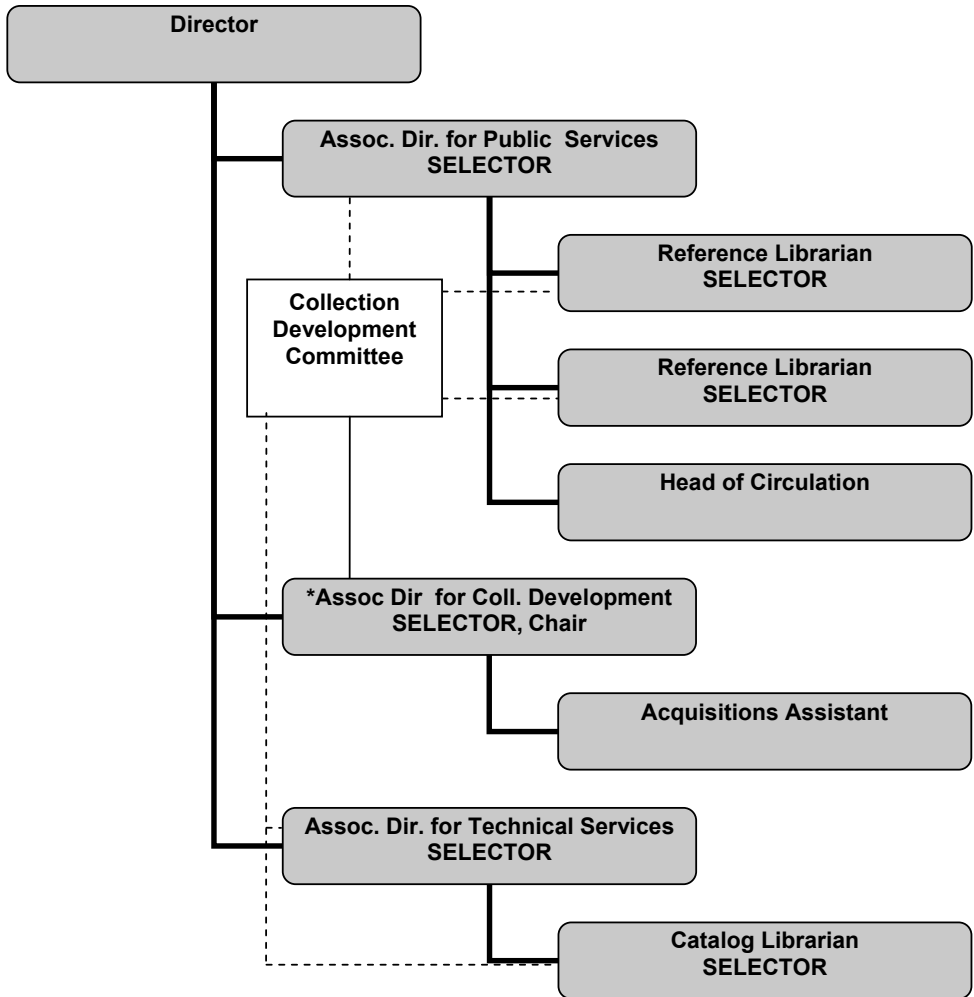 Director
Assoc. Dir. for Public Services
SELECTOR
Reference Librarian
SELECTOR
Collection
Development
Committee
Reference Librarian
SELECTOR
Head of Circulation
*Assoc Dir for Coll. Development
SELECTOR, Chair
Acquisitions Assistant
Assoc. Dir. for Technical Services
SELECTOR
Catalog Librarian
SELECTOR